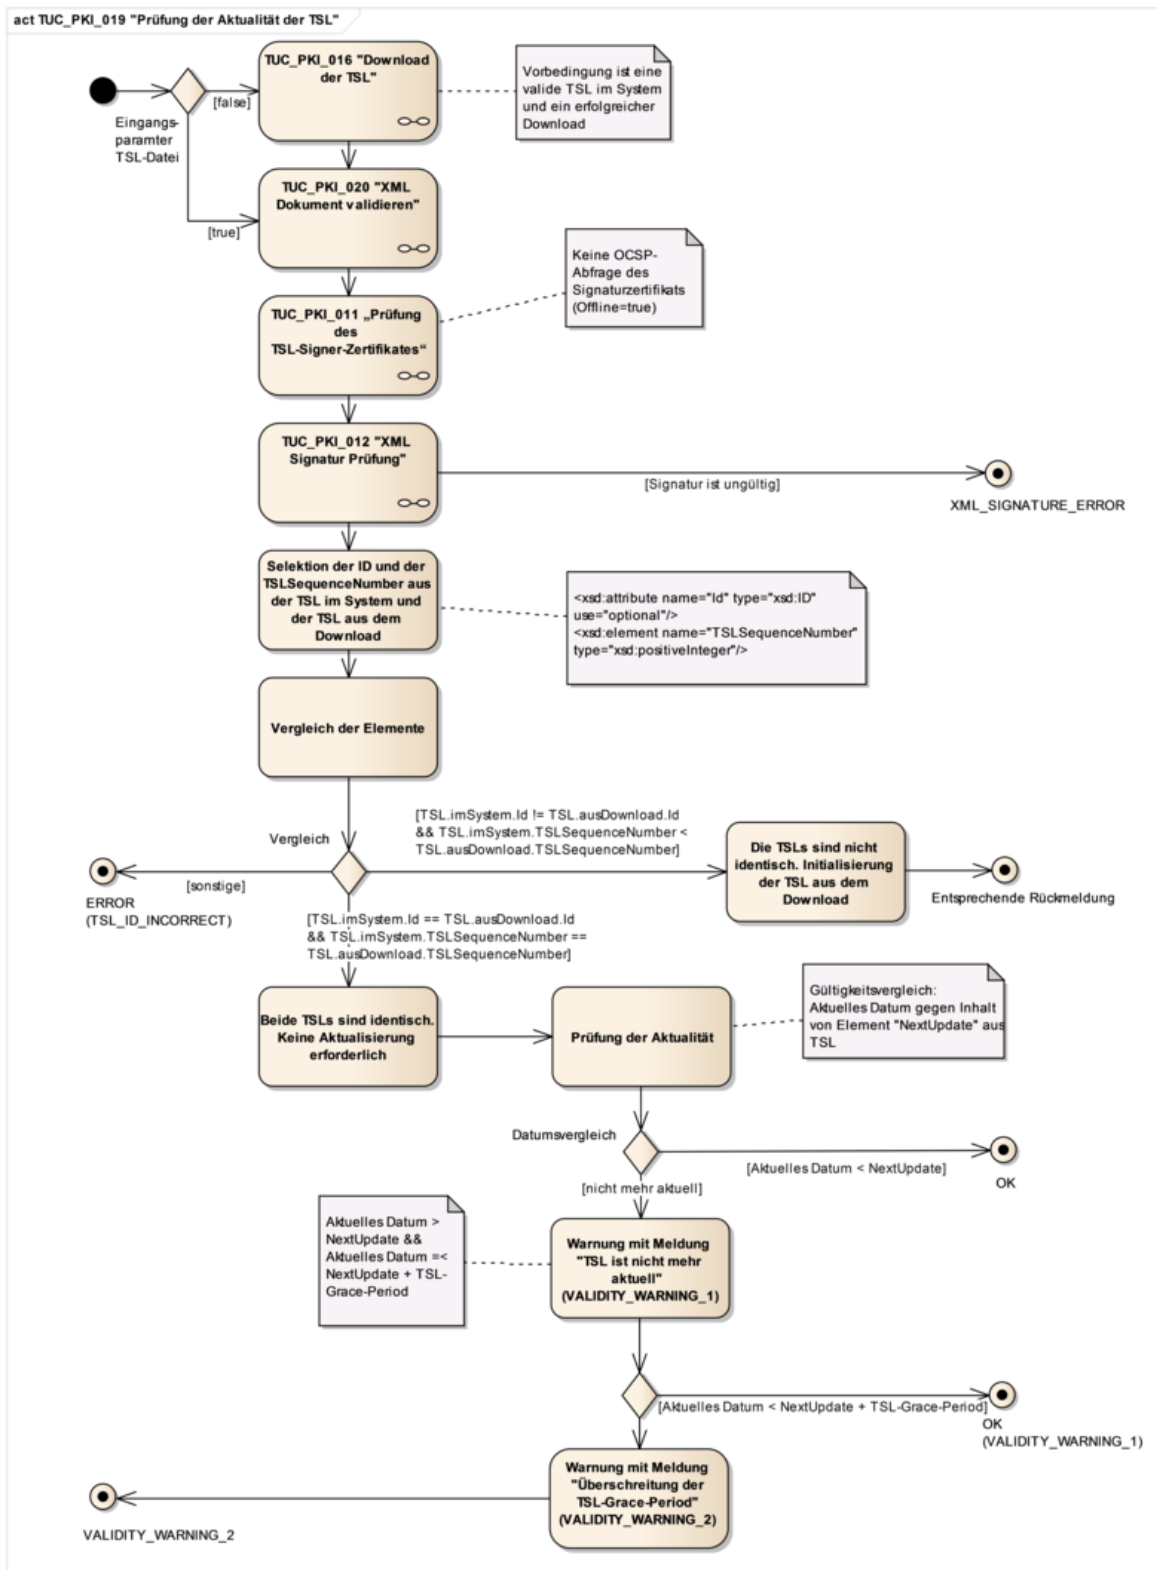 act TUC_PKI_019 "Prüfung der Aktualität der TSL"
TUC_PKI_016 "Download
der TSL"
Vorbedingung ist eine
valide TSL im System
und ein erfolgreicher
Download
[false]
Eingangs-
paramter
TSL-Datei
TUC_PKI_020 "XML
Dokument validieren"
[true]
Keine OCSP-
Abfrage des
Signaturzertifikats
(Offline=true)
TUC_PKI_011 „Prüfung
des
TSL-Signer-Zertifikates“
TUC_PKI_012 "XML
Signatur Prüfung"
[Signatur ist ungültig]
XML_SIGNATURE_ERROR
Selektion der ID und der
TSLSequenceNumber aus
der TSL im System und
der TSL aus dem
Download
<xsd:attribute name="Id" type="xsd:ID"
use="optional"/>
<xsd:element name="TSLSequenceNumber"
type="xsd:positiveInteger"/>
Vergleich der Elemente
[TSL.imSystem.Id != TSL.ausDownload.Id
&& TSL.imSystem.TSLSequenceNumber <
TSL.ausDownload.TSLSequenceNumber]
Vergleich
Die TSLs sind nicht
identisch. Initialisierung
der TSL aus dem
Download
Entsprechende Rückmeldung
[sonstige]
ERROR
(TSL_ID_INCORRECT)
[TSL.imSystem.Id == TSL.ausDownload.Id
&& TSL.imSystem.TSLSequenceNumber ==
TSL.ausDownload.TSLSequenceNumber]
Beide TSLs sind identisch.
Keine Aktualisierung
erforderlich
Prüfung der Aktualität
Gültigkeitsvergleich:
Aktuelles Datum gegen Inhalt
von Element "NextUpdate" aus
TSL
Datumsvergleich
[Aktuelles Datum < NextUpdate]
OK
[nicht mehr aktuell]
Aktuelles Datum >
NextUpdate &&
Aktuelles Datum =<
NextUpdate + TSL-
Grace-Period
Warnung mit Meldung
"TSL ist nicht mehr
aktuell"
(VALIDITY_WARNING_1)
[Aktuelles Datum < NextUpdate + TSL-Grace-Period]
OK
(VALIDITY_WARNING_1)
Warnung mit Meldung
"Überschreitung der
TSL-Grace-Period"
(VALIDITY_WARNING_2)
VALIDITY_WARNING_2